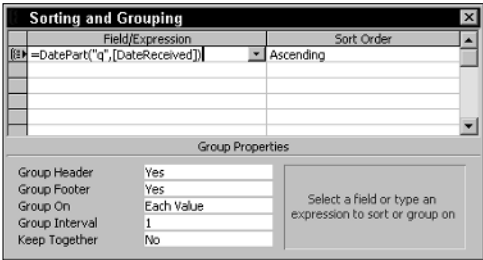 Sorting and Grouping
Field/Expression Sort Order
=DatePart("q",[DateReceived]) Ascending
Group Properties
Group Header Yes
Group Footer Yes
Group On Each Value
Group Interval 1
Keep Together No
Select a field or type an
expression to sort or group on